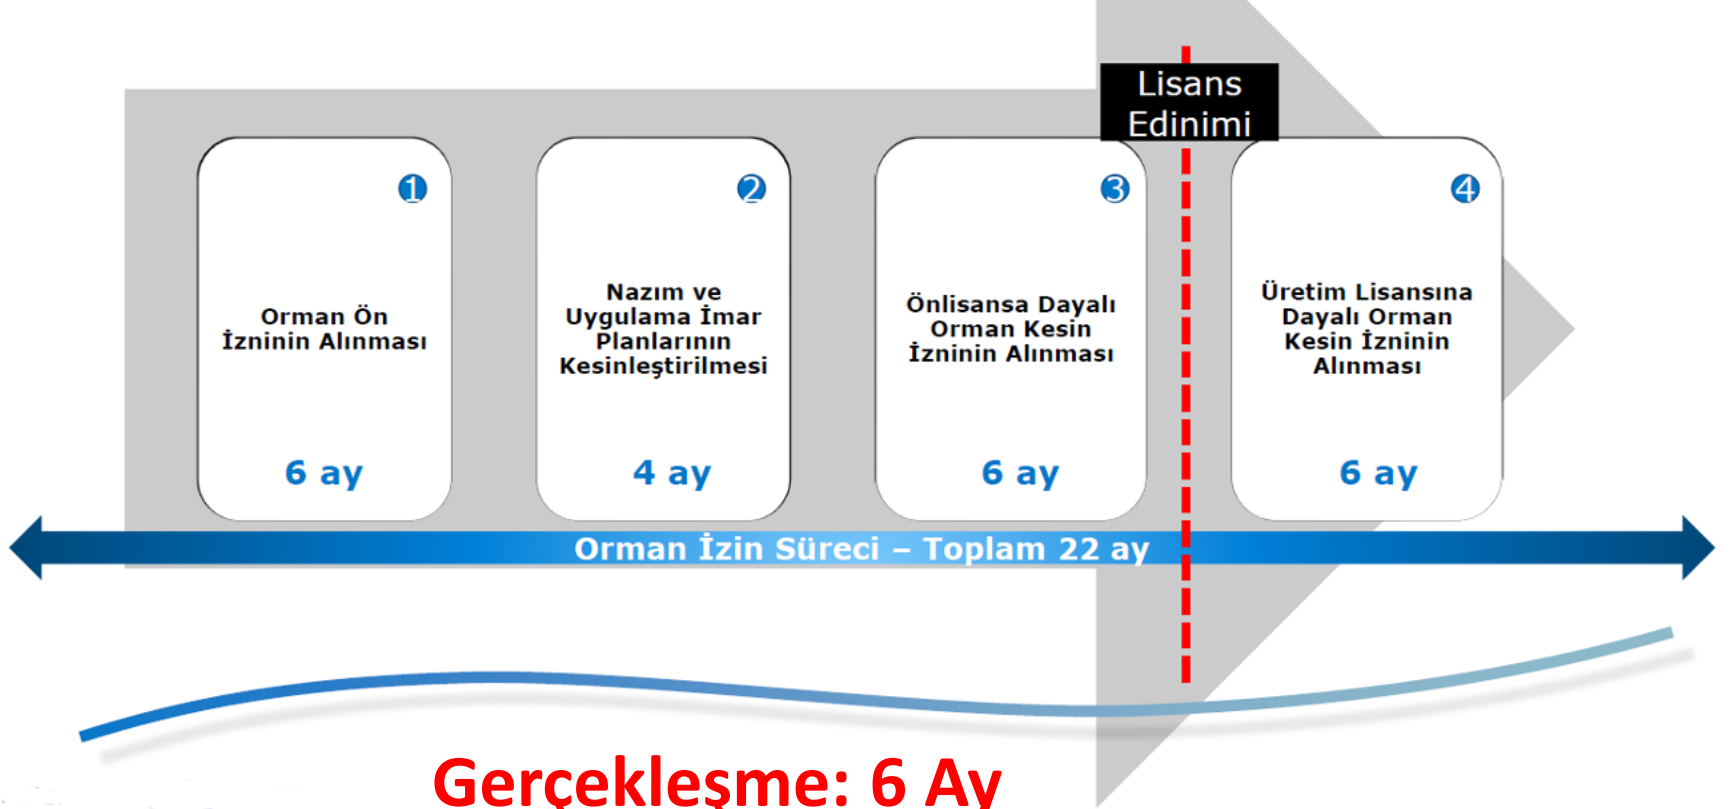 Lisans
Edinimi
1
Orman Ön
İzninin Alınması
6 ay
2
Nazım ve
Uygulama İmar
Planlarının
Kesinleştirilmesi
4 ay
3
Önlisansa Dayalı
Orman Kesin
İzninin Alınması
6 ay
4
Üretim Lisansına
Dayalı Orman
Kesin İzninin
Alınması
6 ay
Orman İzin Süreci – Toplam 22 ay
Gerçekleşme: 6 Ay